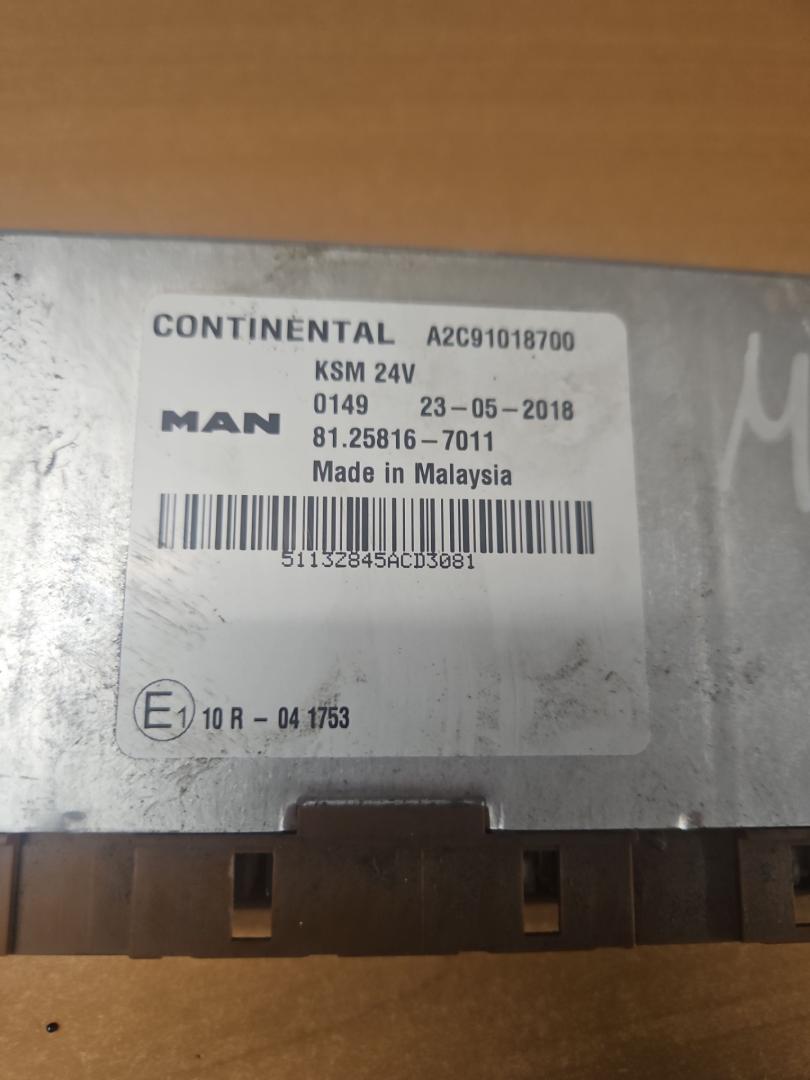 CONTINENTAL A2C91018700
KSM 24V
0149 23-05-2018
MAN 81.25816-7011
Made in Malaysia
5113Z845ACD3081
E1 10 R - 04 1753